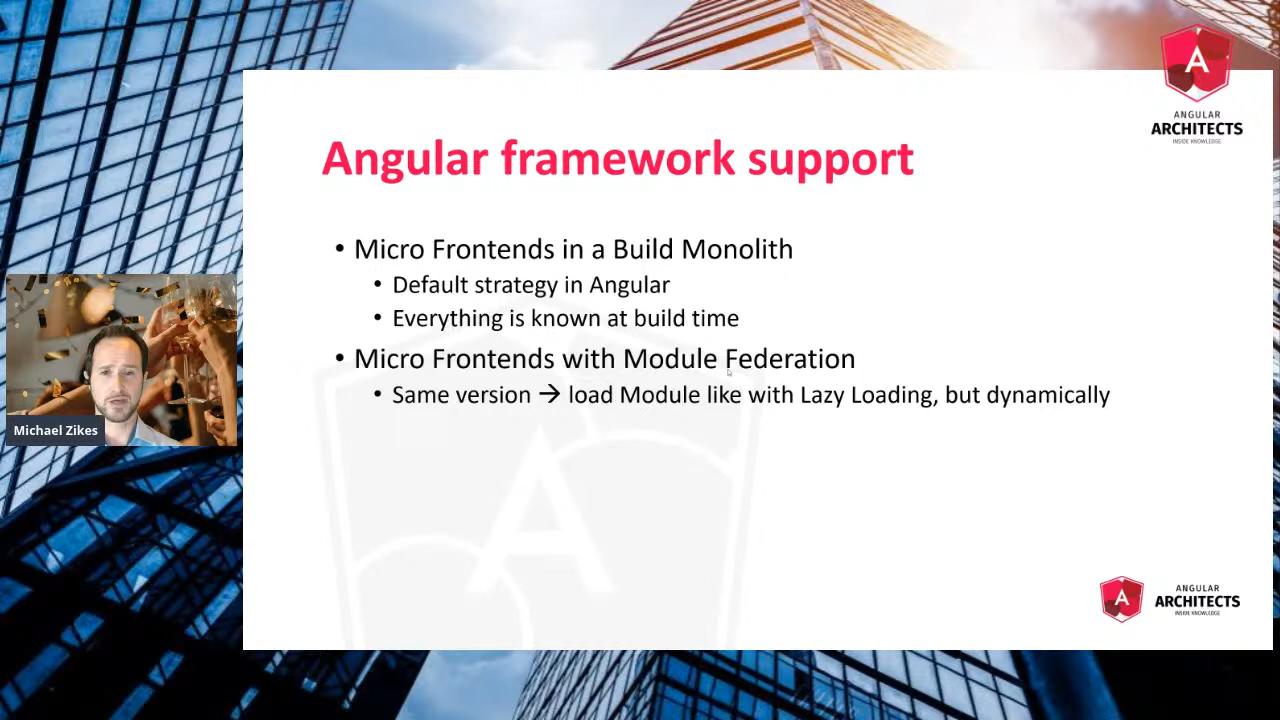 A
ANGULAR
ARCHITECTS
INSIDE KNOWLEDGE
Angular framework support
• Micro Frontends in a Build Monolith
• Default strategy in Angular
• Everything is known at build time
• Micro Frontends with Module Federation
• Same version → load Module like with Lazy Loading, but dynamically
Michael Zikes
A
A
ANGULAR
ARCHITECTS
INSIDE KNOWLEDGE